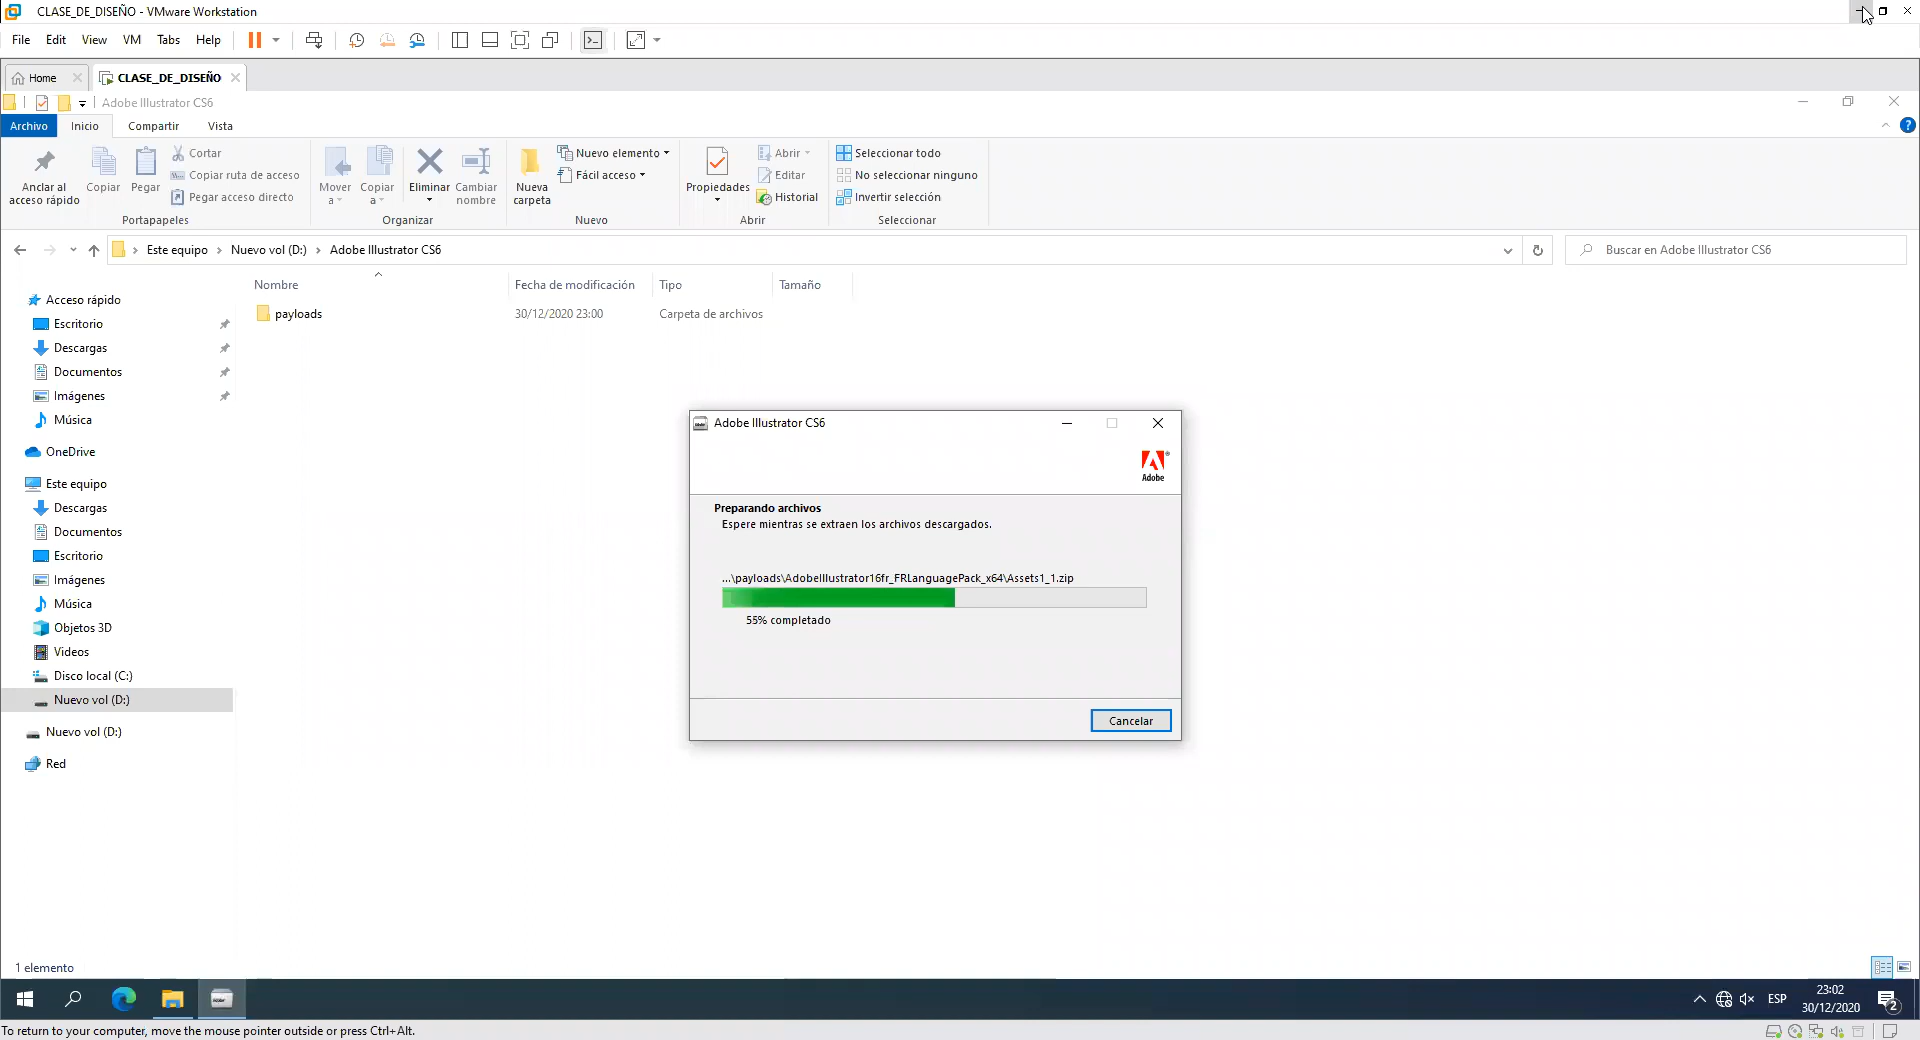 CLASE_DE_DISEÑO - VMware Workstation
File Edit View VM Tabs Help
Home
CLASE_DE_DISEÑO
Adobe Illustrator CS6
Archivo Inicio Compartir Vista
Anclar al acceso rápido
Copiar
Pegar
Cortar
Copiar ruta de acceso
Pegar acceso directo
Portapapeles
Mover a
Copiar a
Eliminar
Cambiar nombre
Organizar
Nueva carpeta
Nuevo elemento
Fácil acceso
Nuevo
Propiedades
Abrir
Editar
Historial
Abrir
Seleccionar todo
No seleccionar ninguno
Invertir selección
Seleccionar
Este equipo > Nuevo vol (D:) > Adobe Illustrator CS6
Buscar en Adobe Illustrator CS6
Nombre Fecha de modificación Tipo Tamaño
payloads 30/12/2020 23:00 Carpeta de archivos
Acceso rápido
Escritorio
Descargas
Documentos
Imágenes
Música
OneDrive
Este equipo
Descargas
Documentos
Escritorio
Imágenes
Música
Objetos 3D
Videos
Disco local (C:)
Nuevo vol (D:)
Nuevo vol (D:)
Red
Adobe Illustrator CS6
Adobe
Preparando archivos
Espere mientras se extraen los archivos descargados.
...\payloads\AdobeIllustrator16fr_FRLanguagePack_x64\Assets1_1.zip
55% completado
Cancelar
1 elemento
ESP
23:02
30/12/2020
2
To return to your computer, move the mouse pointer outside or press Ctrl+Alt.